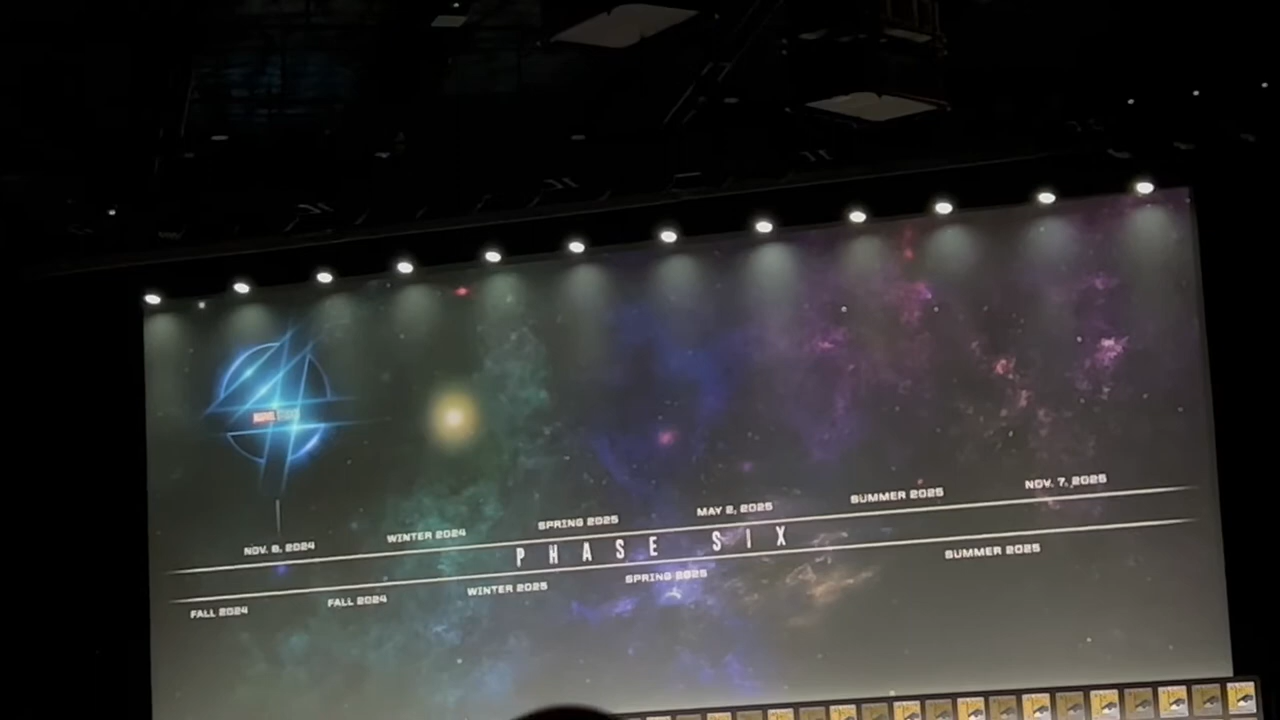 MARVEL
NOV. 8, 2024
WINTER 2024
SPRING 2025
MAY 2, 2025
SUMMER 2025
NOV. 7, 2025
PHASE SIX
FALL 2024
FALL 2024
WINTER 2025
SPRING 2025
SUMMER 2025